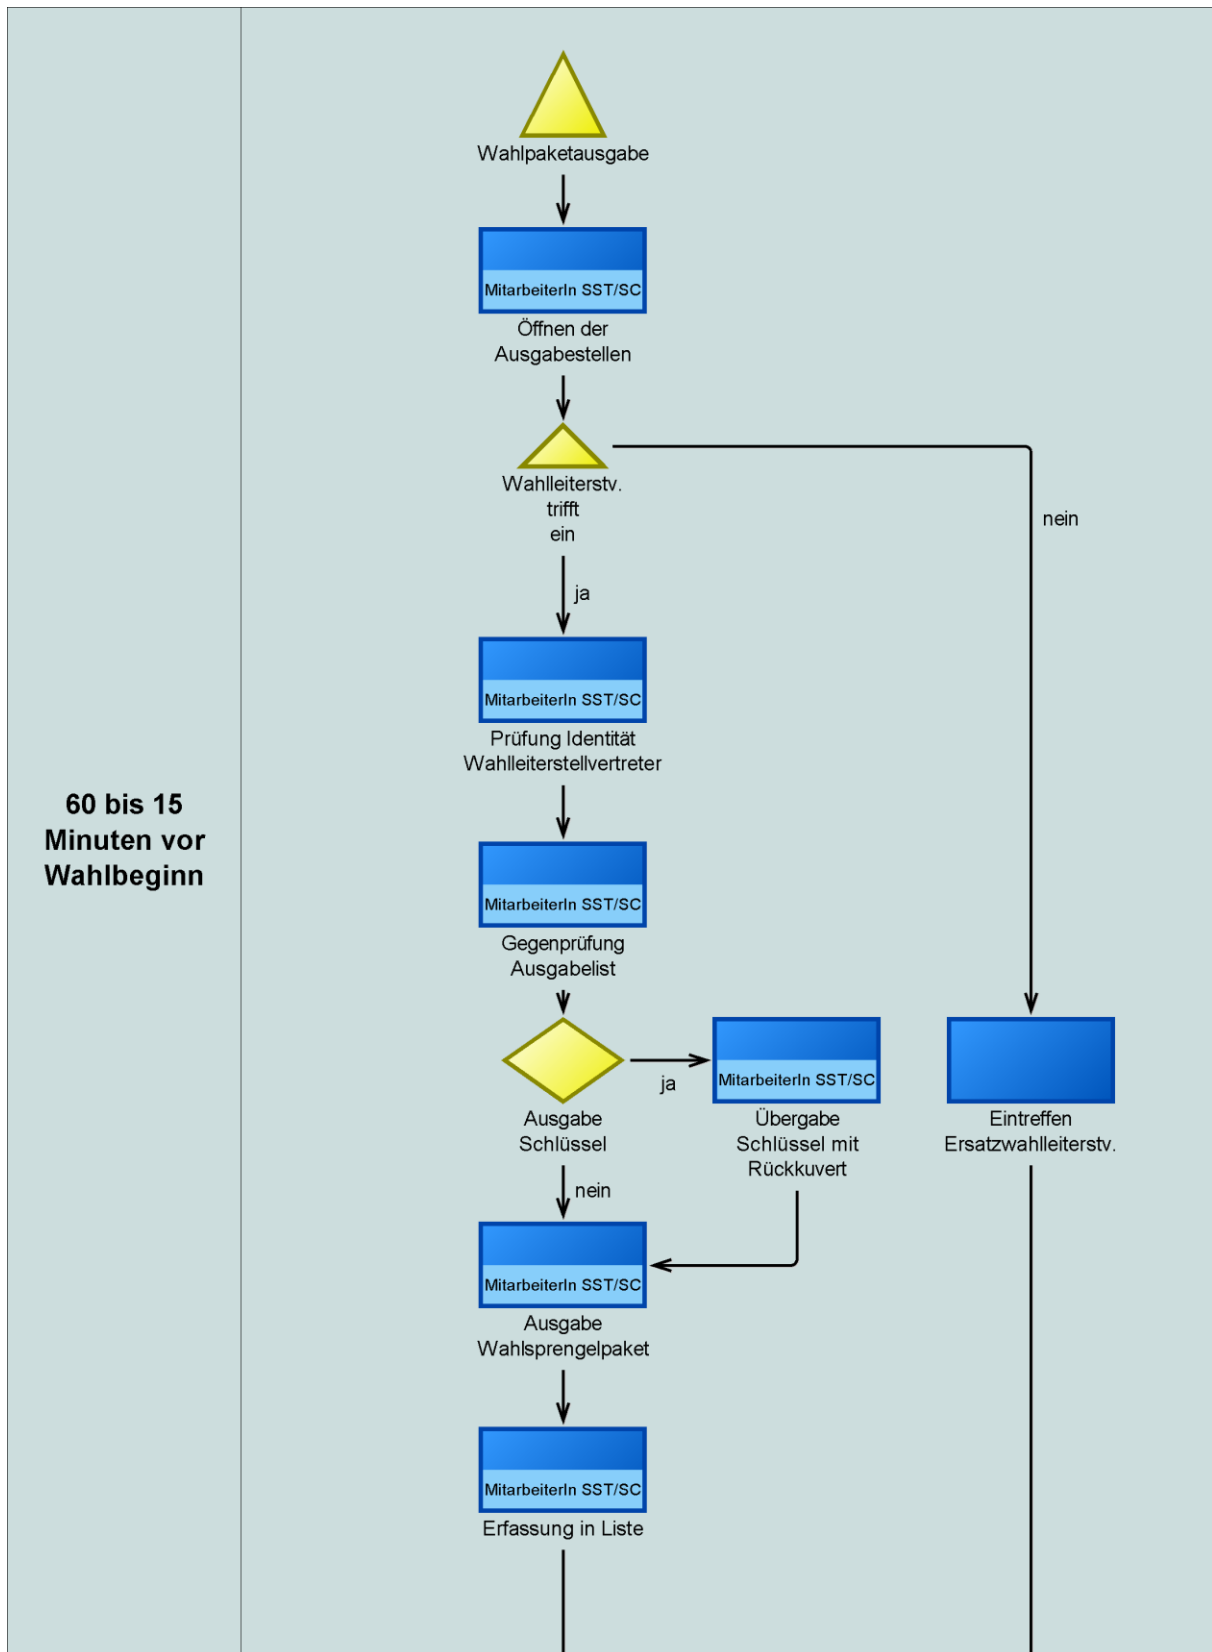 Wahlpaketausgabe
MitarbeiterIn SST/SC
Öffnen der
Ausgabestellen
Wahlleiterstv.
trifft
ein
nein
ja
MitarbeiterIn SST/SC
Prüfung Identität
Wahlleiterstellvertreter
60 bis 15
Minuten vor
Wahlbeginn
MitarbeiterIn SST/SC
Gegenprüfung
Ausgabelist
ja
MitarbeiterIn SST/SC
Ausgabe
Schlüssel
Übergabe
Schlüssel mit
Rückkuvert
Eintreffen
Ersatzwahlleiterstv.
nein
MitarbeiterIn SST/SC
Ausgabe
Wahlsprengelpaket
MitarbeiterIn SST/SC
Erfassung in Liste